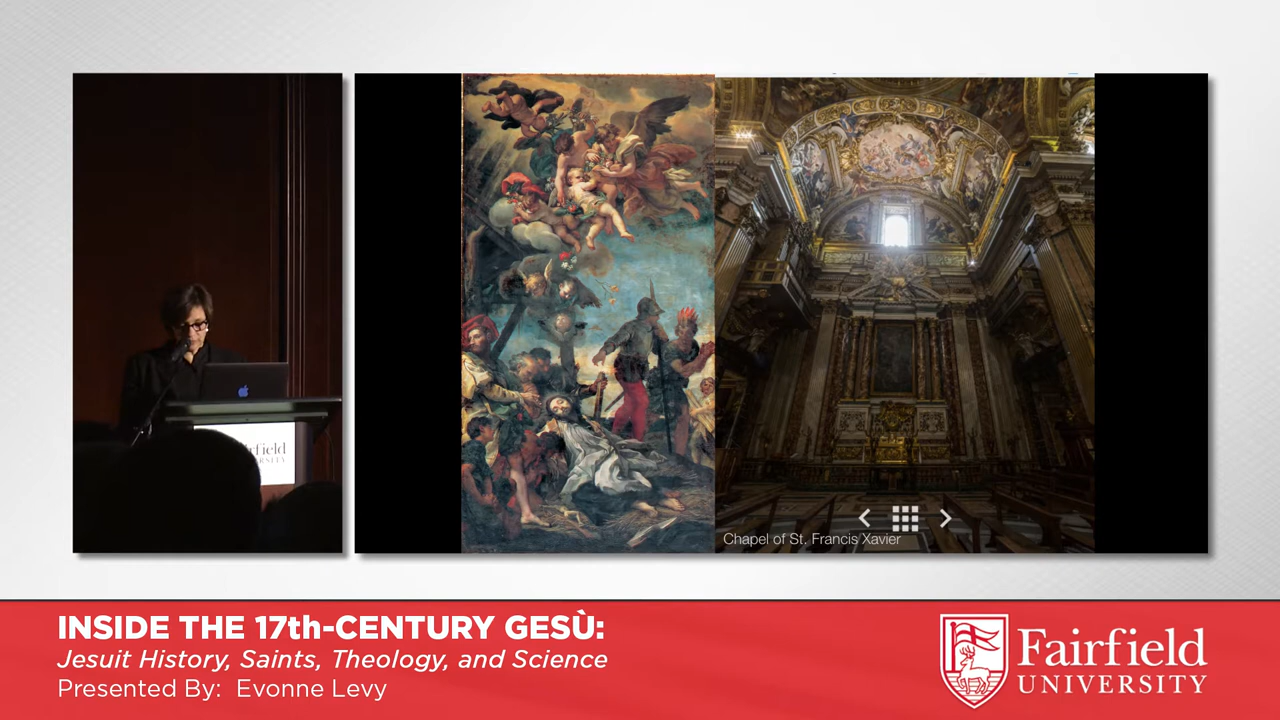 Chapel of St. Francis Xavier
INSIDE THE 17th-CENTURY GESÙ:
Jesuit History, Saints, Theology, and Science
Presented By: Evonne Levy
Fairfield
UNIVERSITY